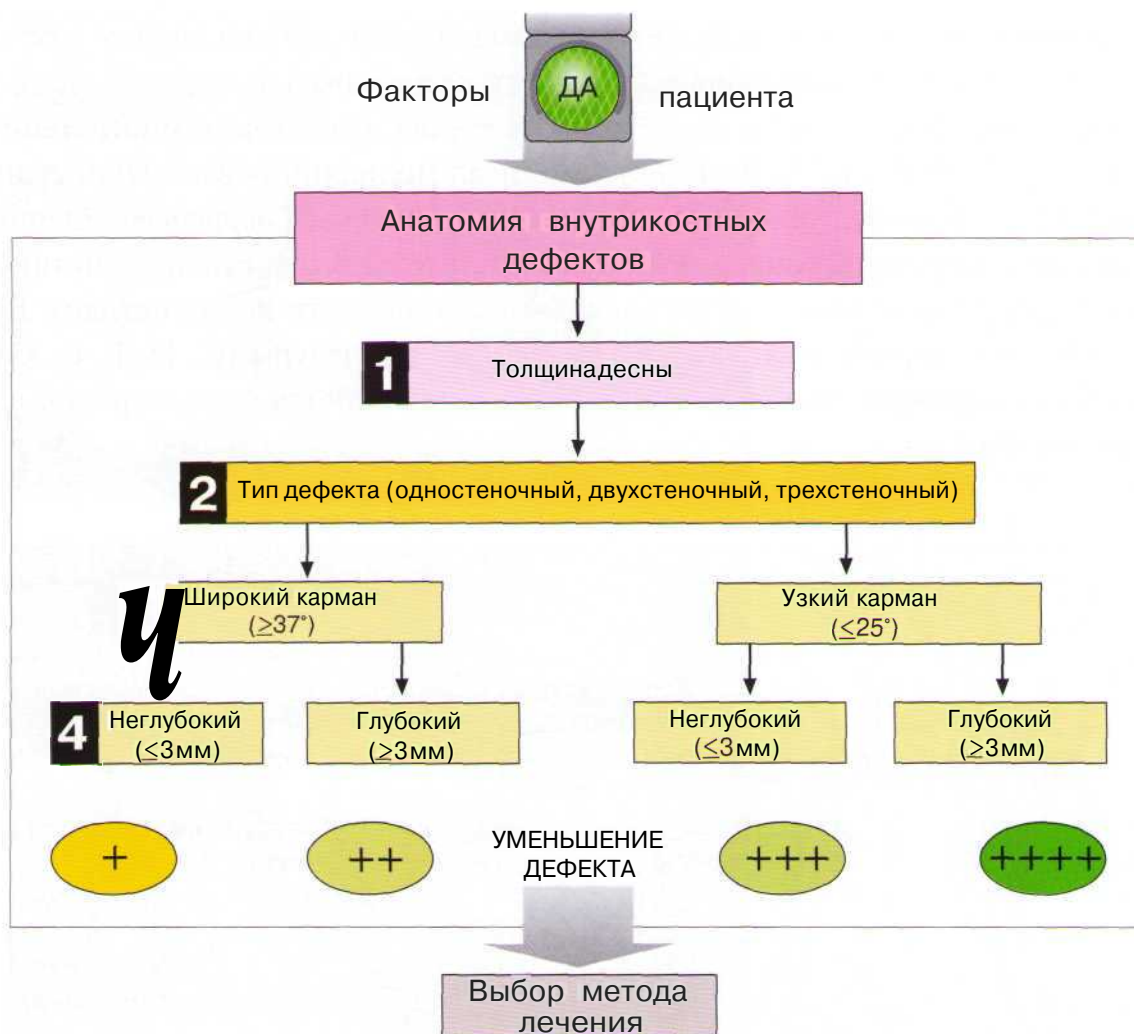 Факторы ДА пациента
Анатомия внутрикостных
дефектов
1 Толщинадесны
2 Тип дефекта (одностеночный, двухстеночный, трехстеночный)
Ч Широкий карман
(≥37°)
Узкий карман
(≤25°)
4 Неглубокий
(≤3мм)
Глубокий
(≥3мм)
Неглубокий
(≤3мм)
Глубокий
(≥3мм)
+
++
УМЕНЬШЕНИЕ
ДЕФЕКТА
+++
++++
Выбор метода
лечения